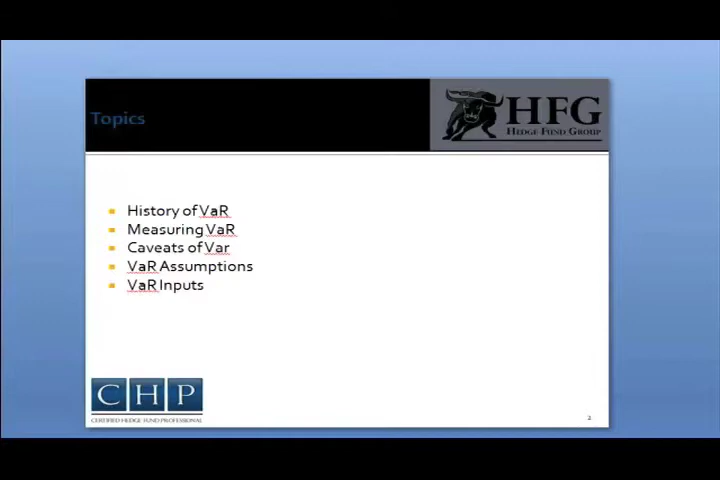 Topics
HFG
HEDGE FUND GROUP
History of VaR
Measuring VaR
Caveats of Var
VaR Assumptions
VaR Inputs
CHP
CERTIFIED HEDGE FUND PROFESSIONAL
2